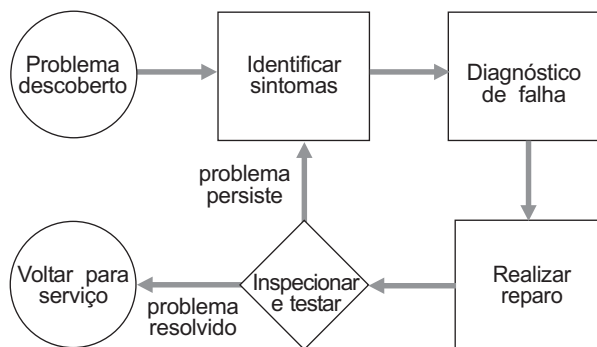 Problema
descoberto
Identificar
sintomas
Diagnóstico
de falha
problema
persiste
Voltar para
serviço
problema
resolvido
Inspecionar
e testar
Realizar
reparo